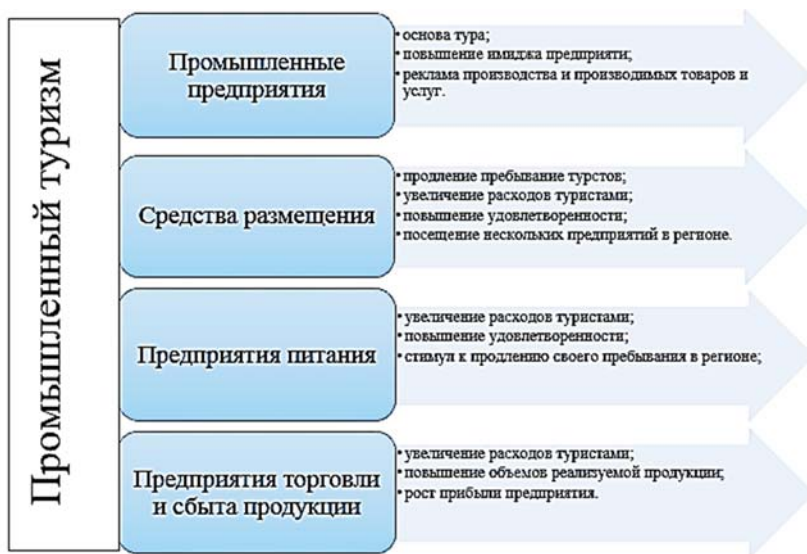 Промышленный туризм
Промышленные
предприятия
• основа тура;
• повышение имиджа предприяти;
• реклама производства и производимых товаров и
услуг.
Средства размещения
• продление пребывание турстов;
• увеличение расходов туристами;
• повышение удовлетворенности;
• посещение нескольких предприятий в регионе.
Предприятия питания
• увеличение расходов туристами;
• повышение удовлетворенности;
• стимул к продлению своего пребывания в регионе;
Предприятия торговли
и сбыта продукции
• увеличение расходов туристами;
• повышение объемов реализуемой продукции;
• рост прибыли предприятия.